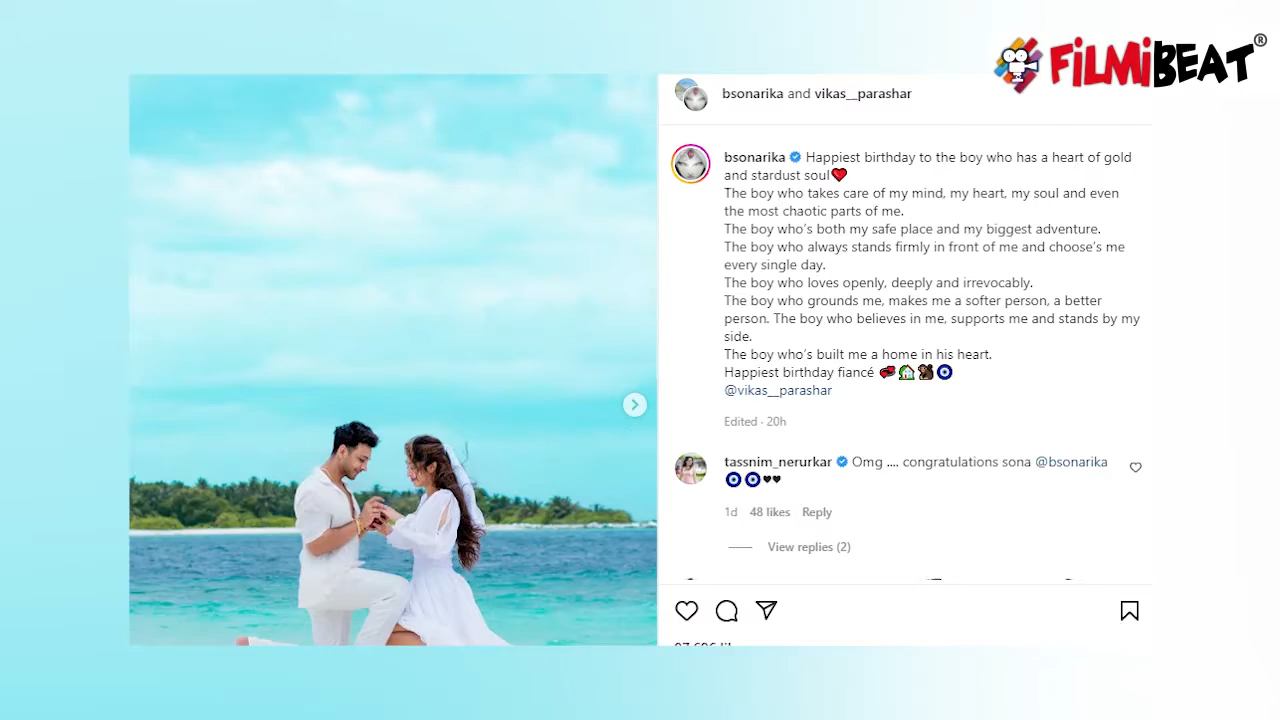 FILMIBEAT®
bsonarika and vikas__parashar
bsonarika Happiest birthday to the boy who has a heart of gold
and stardust soul❤️
The boy who takes care of my mind, my heart, my soul and even
the most chaotic parts of me.
The boy who's both my safe place and my biggest adventure.
The boy who always stands firmly in front of me and choose's me
every single day.
The boy who loves openly, deeply and irrevocably.
The boy who grounds me, makes me a softer person, a better
person. The boy who believes in me, supports me and stands by my
side.
The boy who's built me a home in his heart.
Happiest birthday fiancé 💞🏡🐿️🧿
@vikas__parashar
Edited · 20h
tassnim_nerurkar Omg .... congratulations sona @bsonarika
🧿🧿🖤🖤
1d 48 likes Reply
View replies (2)